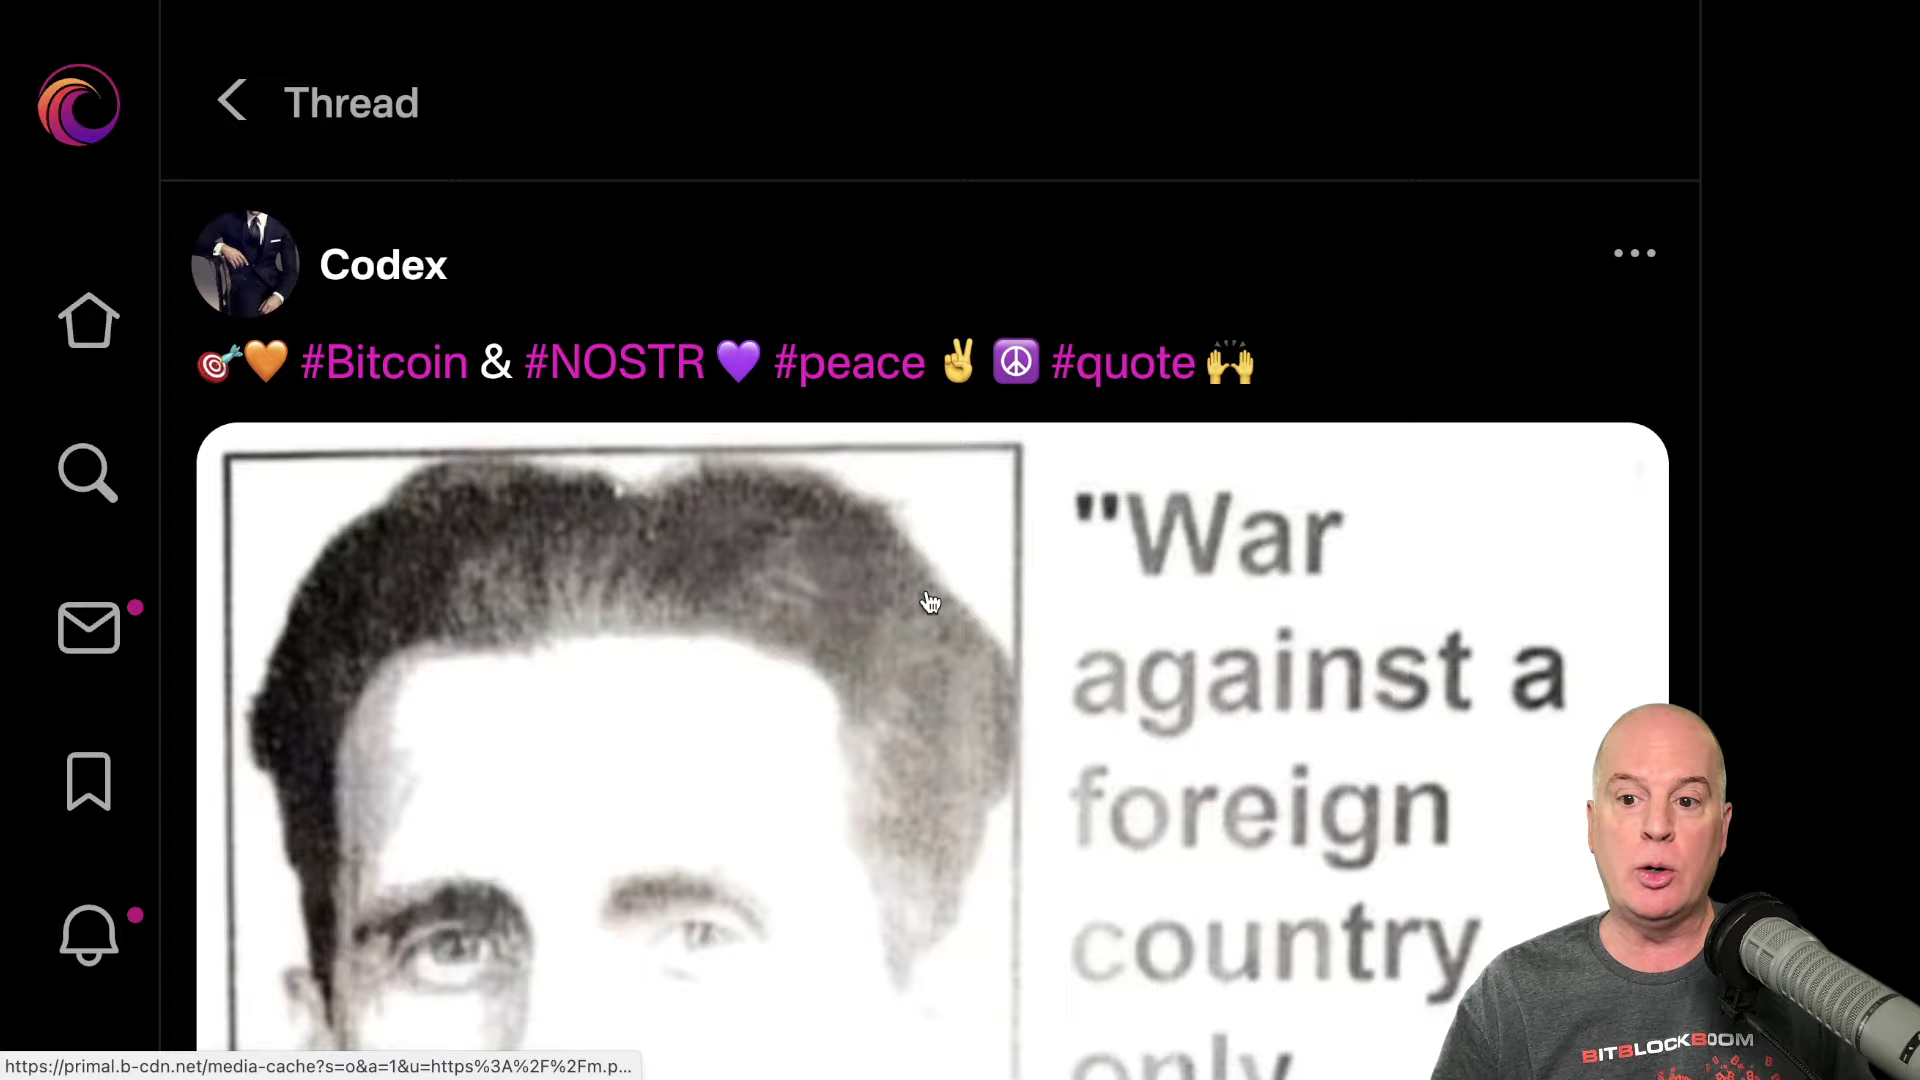 Thread
Codex
#Bitcoin & #NOSTR #peace #quote
"War
against a
foreign
country
only
BITBLOCKBOOM
https://primal.b-cdn.net/media-cache?s=o&a=1&u=https%3A%2F%2Fm.p...